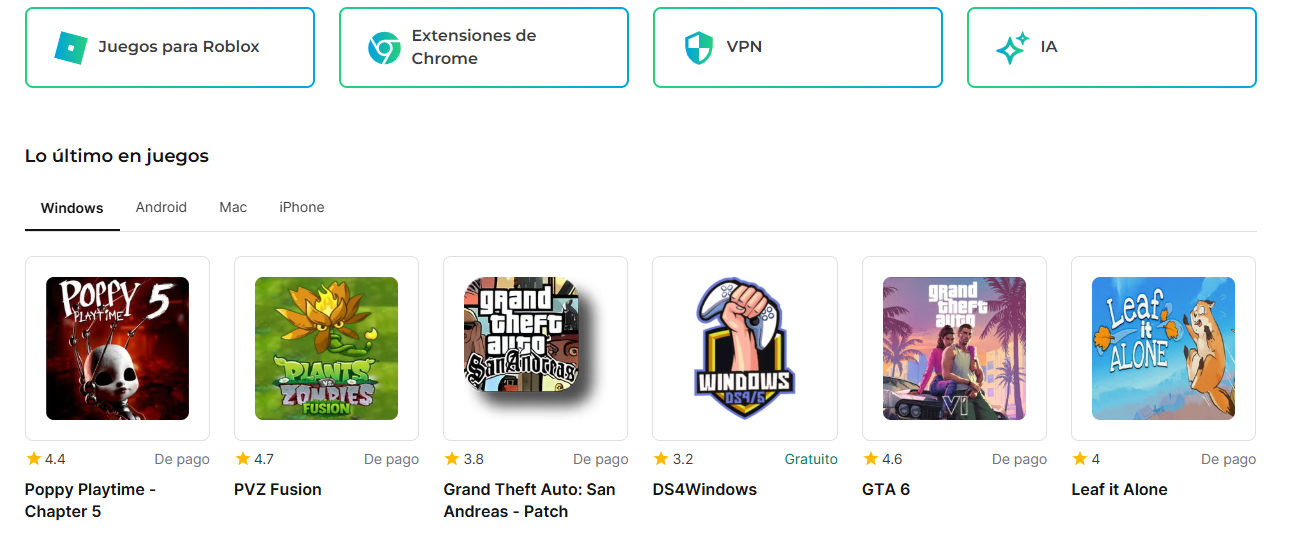 Juegos para Roblox
Extensiones de
Chrome
VPN
IA
Lo último en juegos
Windows
Android
Mac
iPhone
POPPY 5
PLAYTIME
PLANTS
VS
ZOMBIES
FUSION
grand
theft
auto
San Andreas
WINDOWS
DS4/5
grand
theft
auto
VI
Leaf
it
ALONE
4.4 De pago
4.7 De pago
3.8 De pago
3.2 Gratuito
4.6 De pago
4 De pago
Poppy Playtime -
Chapter 5
PVZ Fusion
Grand Theft Auto: San
Andreas - Patch
DS4Windows
GTA 6
Leaf it Alone